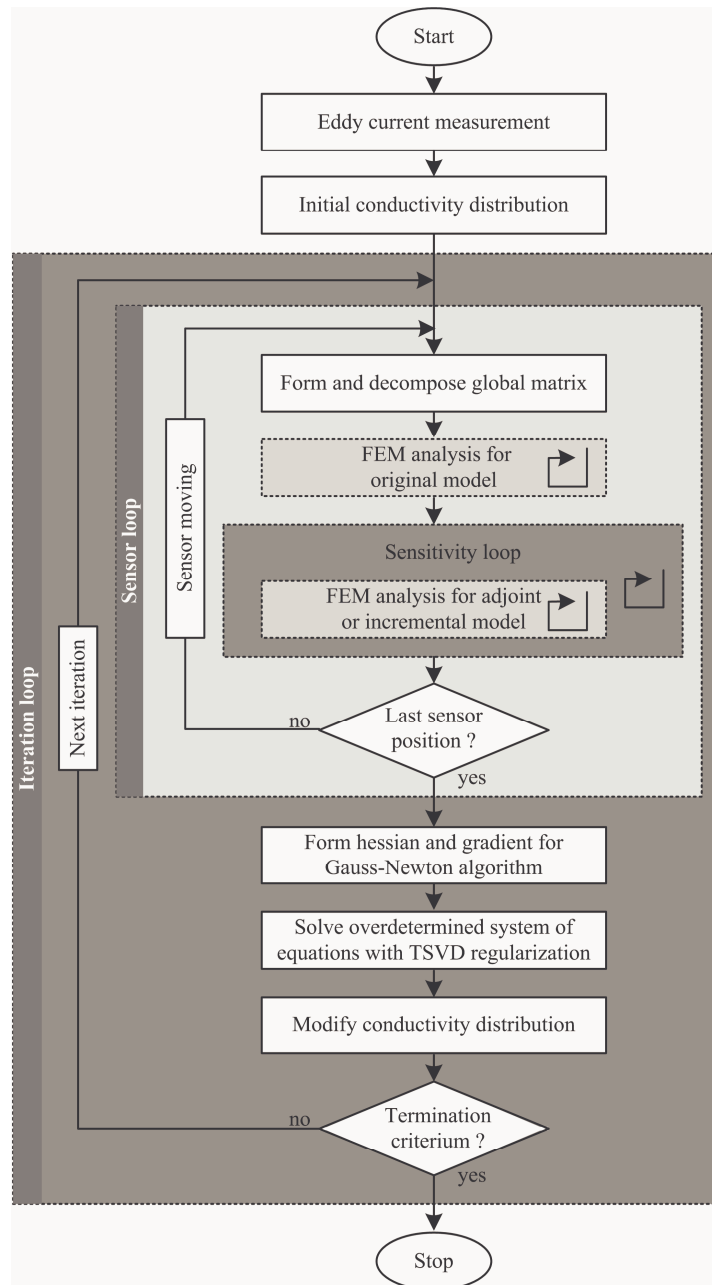 Start
Eddy current measurement
Initial conductivity distribution
Iteration loop
Next iteration
Sensor loop
Sensor moving
Form and decompose global matrix
FEM analysis for
original model
Sensitivity loop
FEM analysis for adjoint
or incremental model
Last sensor
position ?
no
yes
Form hessian and gradient for
Gauss-Newton algorithm
Solve overdetermined system of
equations with TSVD regularization
Modify conductivity distribution
Termination
criterium ?
no
yes
Stop